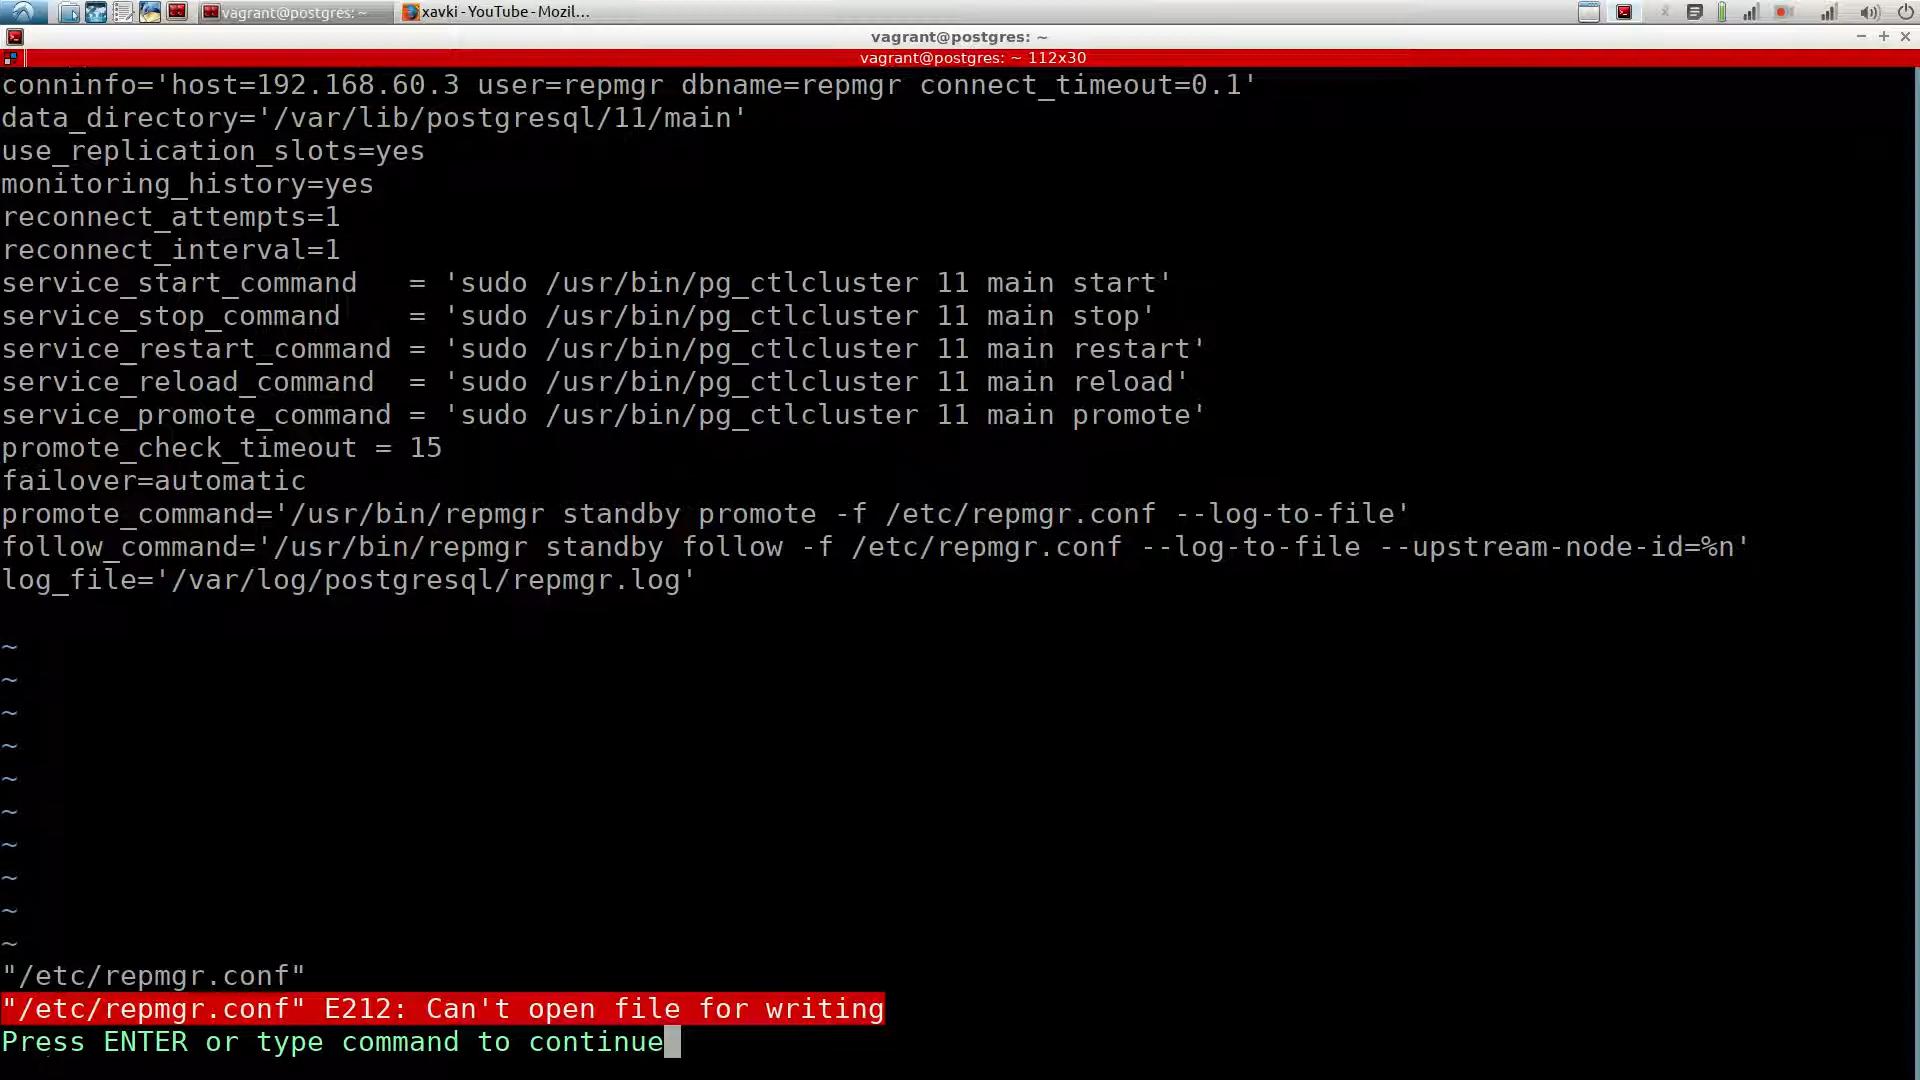 vagrant@postgres: ~
xavki - YouTube - Mozil...
vagrant@postgres: ~
vagrant@postgres: ~ 112x30
conninfo='host=192.168.60.3 user=repmgr dbname=repmgr connect_timeout=0.1'
data_directory='/var/lib/postgresql/11/main'
use_replication_slots=yes
monitoring_history=yes
reconnect_attempts=1
reconnect_interval=1
service_start_command   = 'sudo /usr/bin/pg_ctlcluster 11 main start'
service_stop_command    = 'sudo /usr/bin/pg_ctlcluster 11 main stop'
service_restart_command = 'sudo /usr/bin/pg_ctlcluster 11 main restart'
service_reload_command  = 'sudo /usr/bin/pg_ctlcluster 11 main reload'
service_promote_command = 'sudo /usr/bin/pg_ctlcluster 11 main promote'
promote_check_timeout = 15
failover=automatic
promote_command='/usr/bin/repmgr standby promote -f /etc/repmgr.conf --log-to-file'
follow_command='/usr/bin/repmgr standby follow -f /etc/repmgr.conf --log-to-file --upstream-node-id=%n'
log_file='/var/log/postgresql/repmgr.log'
~
~
~
~
~
~
~
~
~
~
"/etc/repmgr.conf"
"/etc/repmgr.conf" E212: Can't open file for writing
Press ENTER or type command to continue